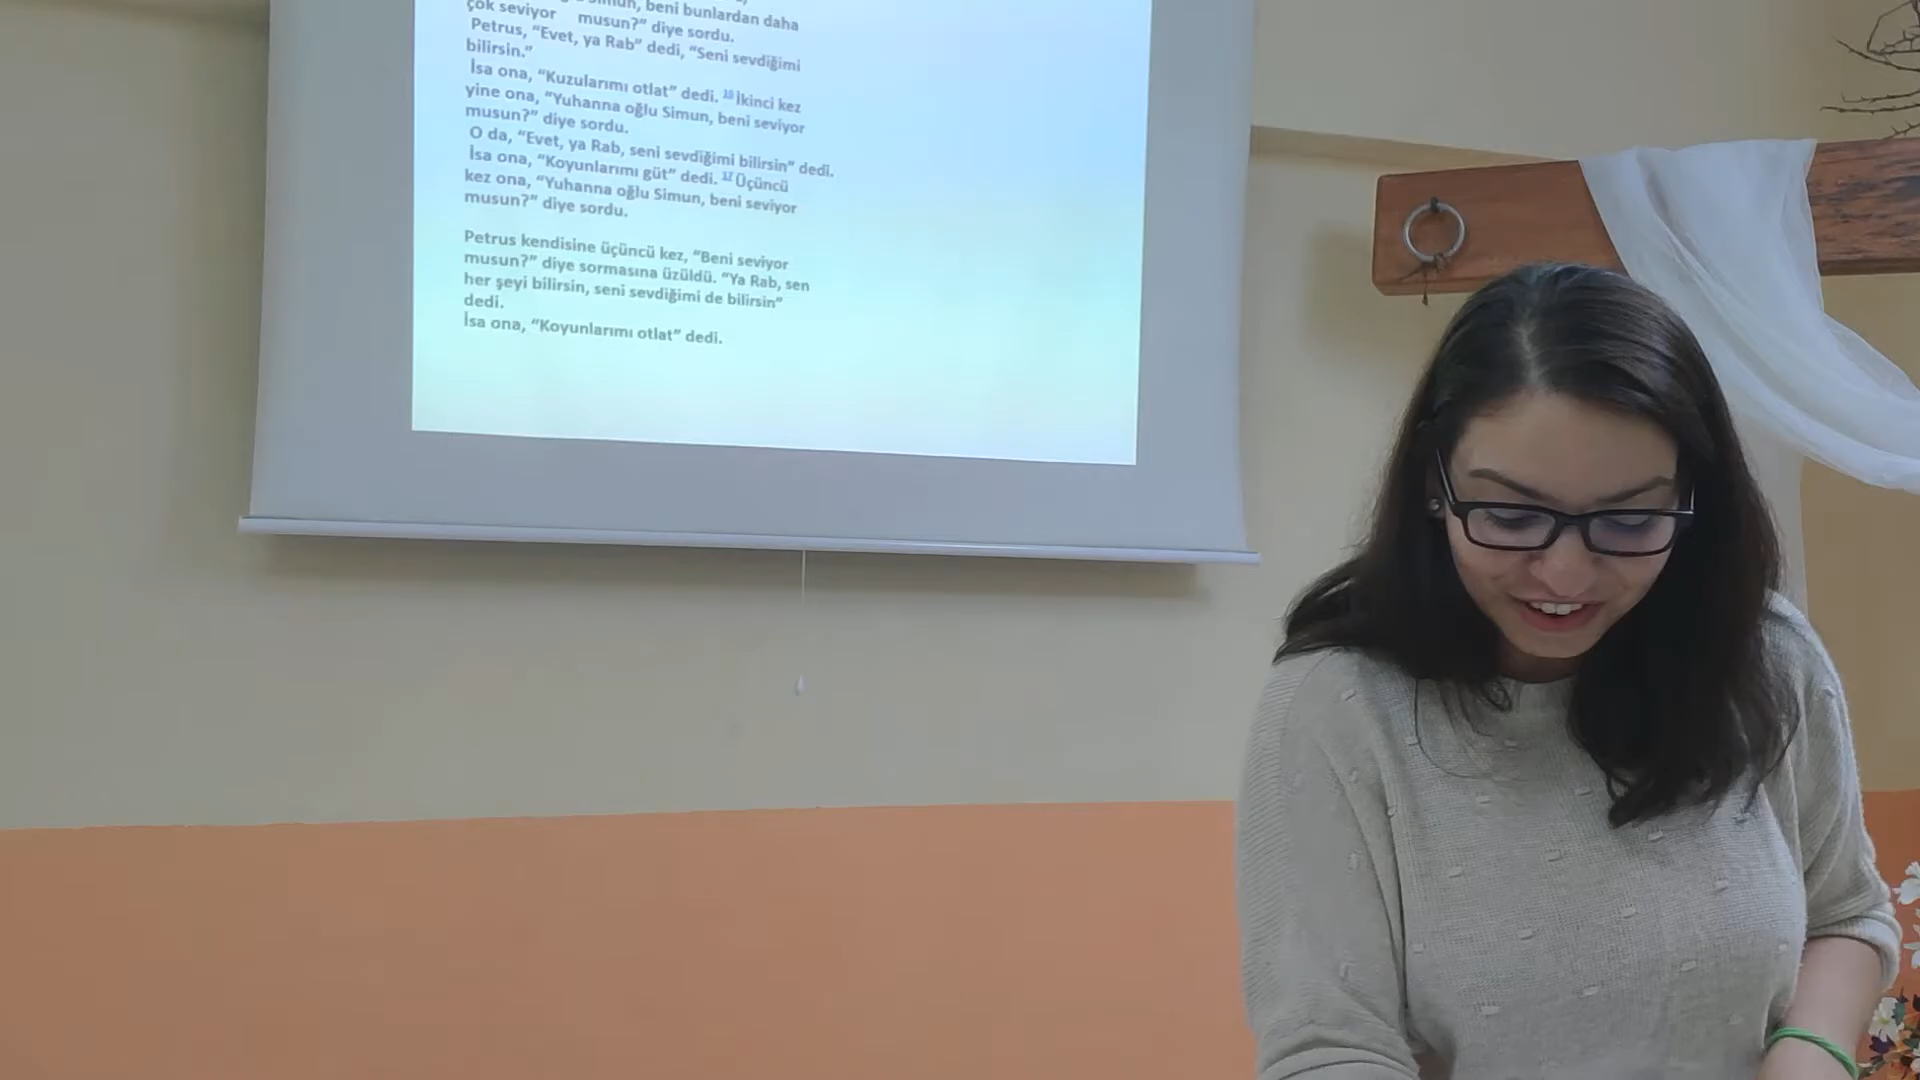 Simun, beni bunlardan daha
çok seviyor musun?” diye sordu.
Petrus, “Evet, ya Rab” dedi, “Seni sevdiğimi
bilirsin.”
İsa ona, “Kuzularımı otlat” dedi. 16 İkinci kez
yine ona, “Yuhanna oğlu Simun, beni seviyor
musun?” diye sordu.
O da, “Evet, ya Rab, seni sevdiğimi bilirsin” dedi.
İsa ona, “Koyunlarımı güt” dedi. 17 Üçüncü
kez ona, “Yuhanna oğlu Simun, beni seviyor
musun?” diye sordu.
Petrus kendisine üçüncü kez, “Beni seviyor
musun?” diye sormasına üzüldü. “Ya Rab, sen
her şeyi bilirsin, seni sevdiğimi de bilirsin”
dedi.
İsa ona, “Koyunlarımı otlat” dedi.